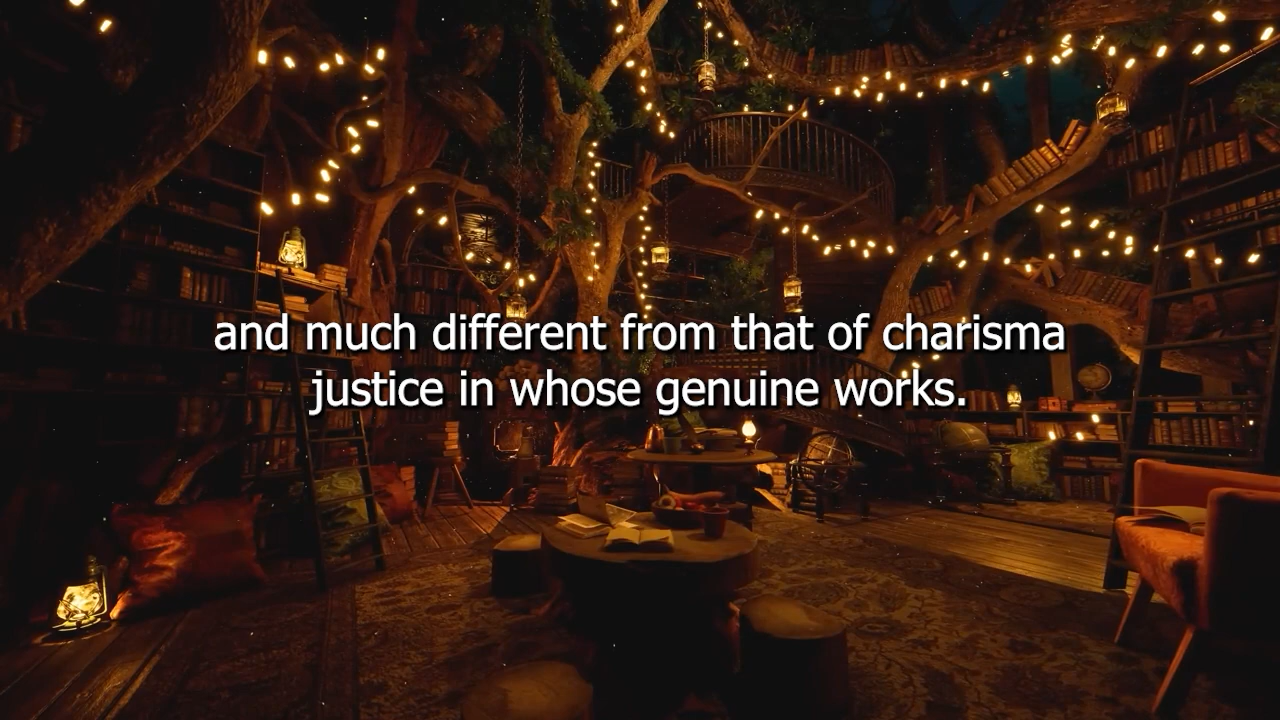 and much different from that of charisma
justice in whose genuine works.